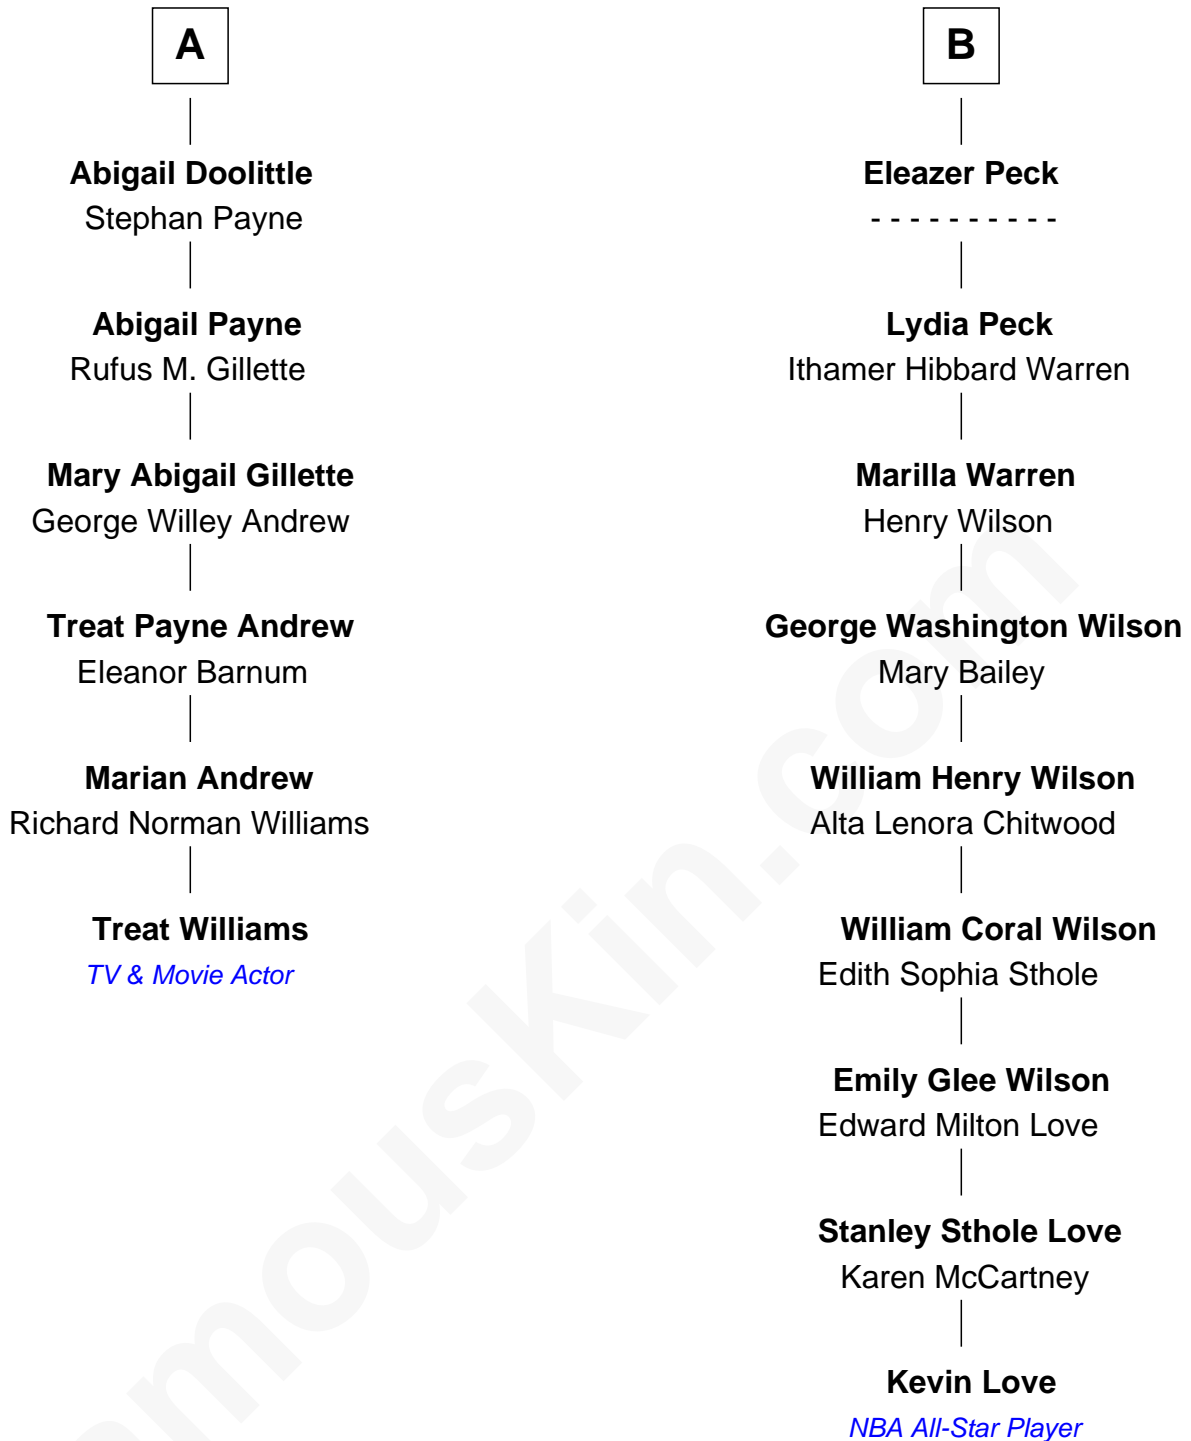 A
Abigail Doolittle
Stephan Payne
Abigail Payne
Rufus M. Gillette
Mary Abigail Gillette
George Willey Andrew
Treat Payne Andrew
Eleanor Barnum
Marian Andrew
Richard Norman Williams
Treat Williams
TV & Movie Actor
B
Eleazer Peck
- - - - - - - - - -
Lydia Peck
Ithamer Hibbard Warren
Marilla Warren
Henry Wilson
George Washington Wilson
Mary Bailey
William Henry Wilson
Alta Lenora Chitwood
William Coral Wilson
Edith Sophia Sthole
Emily Glee Wilson
Edward Milton Love
Stanley Sthole Love
Karen McCartney
Kevin Love
NBA All-Star Player
mousKin.com